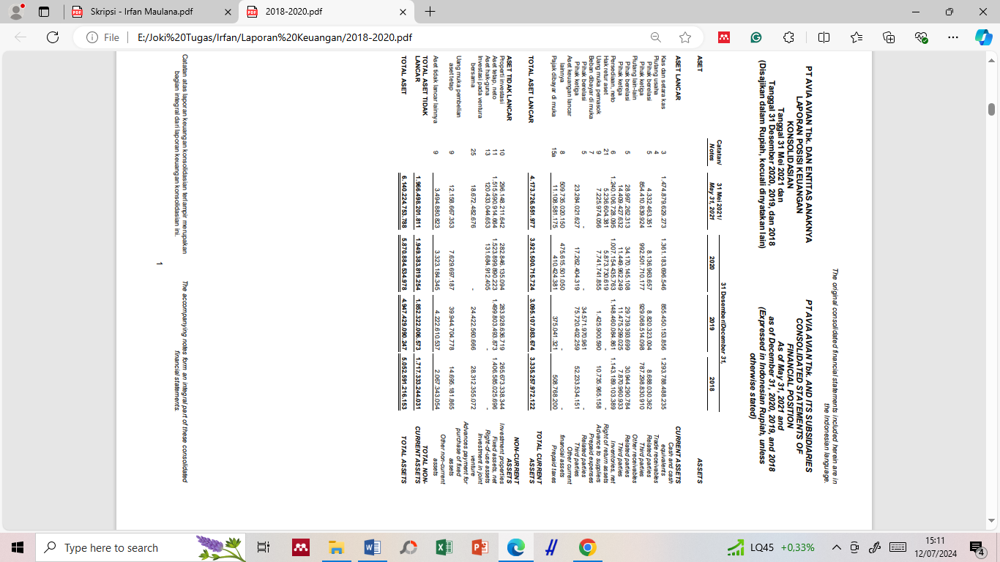 Skripsi - Irfan Maulana.pdf
2018-2020.pdf
File
E:/Joki%20Tugas/Irfan/Laporan%20Keuangan/2018-2020.pdf
The original consolidated financial statements included herein are in
the Indonesian language.
PT AVIA AVIAN Tbk. DAN ENTITAS ANAKNYA
LAPORAN POSISI KEUANGAN
KONSOLIDASIAN
Tanggal 31 Mei 2021 dan
Tanggal 31 Desember 2020, 2019, dan 2018
(Disajikan dalam Rupiah, kecuali dinyatakan lain)
PT AVIA AVIAN Tbk. AND ITS SUBSIDIARIES
CONSOLIDATED STATEMENTS OF
FINANCIAL POSITION
As of May 31, 2021 and
as of December 31, 2020, 2019, and 2018
(Expressed in Indonesian Rupiah, unless
otherwise stated)
31 Desember/December 31,
Catatan/ Notes 31 Mei 2021/ May 31, 2021 2020 2019 2018
ASET ASSETS
ASET LANCAR CURRENT ASSETS
Kas dan setara kas 3 1.474.879.629.273 1.361.183.696.546 855.450.153.856 1.293.788.488.235 Cash and cash equivalents
Piutang usaha 4 Trade receivables
Pihak berelasi 5 4.332.463.351 8.136.963.657 8.820.323.004 8.688.030.362 Related parties
Pihak ketiga 854.410.839.924 992.501.710.177 929.068.514.098 787.298.830.910 Third parties
Piutang lain-lain Other receivables
Pihak berelasi 5 28.997.262.313 34.170.145.108 29.739.393.699 30.944.290.784 Related parties
Pihak ketiga 14.409.427.632 11.449.962.249 11.475.299.025 7.870.960.933 Third parties
Persediaan, neto 6 1.240.106.728.095 1.007.154.435.763 1.148.460.084.861 1.143.189.103.389 Inventories, net
Hak retur aset 21 5.236.604.381 5.873.730.619 - - Right of return assets
Uang muka pemasok 9 7.225.974.056 7.741.741.855 1.425.900.590 10.735.965.158 Advance to suppliers
Beban dibayar di muka 7 Prepaid expenses
Pihak berelasi 5 - - 34.571.970.961 - Related parties
Pihak ketiga 23.284.021.627 17.262.404.319 75.720.402.259 52.233.534.151 Third parties
Aset keuangan lancar lainnya 8 509.735.020.150 475.615.501.050 - - Other current financial assets
Pajak dibayar di muka 15a 11.108.581.175 410.424.381 375.041.321 508.768.200 Prepaid taxes
TOTAL ASET LANCAR 4.173.726.551.977 3.921.500.715.724 3.095.107.083.674 3.335.257.972.122 TOTAL CURRENT ASSETS
ASET TIDAK LANCAR NON-CURRENT ASSETS
Properti investasi 10 295.148.211.642 282.846.135.094 283.928.636.719 265.673.338.344 Investment properties
Aset tetap, neto 11 1.515.590.914.664 1.523.899.890.223 1.499.803.493.873 1.406.585.025.696 Fixed assets, net
Aset hak-guna 13 120.433.044.653 131.684.912.405 - - Right-of-use assets
Investasi pada ventura bersama 25 18.672.482.676 - 24.422.560.666 28.312.355.072 Investment in joint venture
Uang muka pembelian aset tetap 9 12.158.667.353 7.629.697.187 39.944.704.778 14.695.181.865 Advances payment for purchase of fixed assets
Aset tidak lancar lainnya 9 3.494.880.823 3.323.184.345 4.222.610.537 2.067.343.054 Other non-current assets
TOTAL ASET TIDAK LANCAR 1.966.498.201.811 1.949.383.819.254 1.852.322.006.573 1.717.333.244.031 TOTAL NON-CURRENT ASSETS
TOTAL ASET 6.140.224.753.788 5.870.884.534.978 4.947.429.090.247 5.052.591.216.153 TOTAL ASSETS
Catatan atas laporan keuangan konsolidasian terlampir merupakan
bagian integral dari laporan keuangan konsolidasian ini.
The accompanying notes form an integral part of these consolidated
financial statements.
1
Type here to search
LQ45 +0,33%
15:11
12/07/2024
4